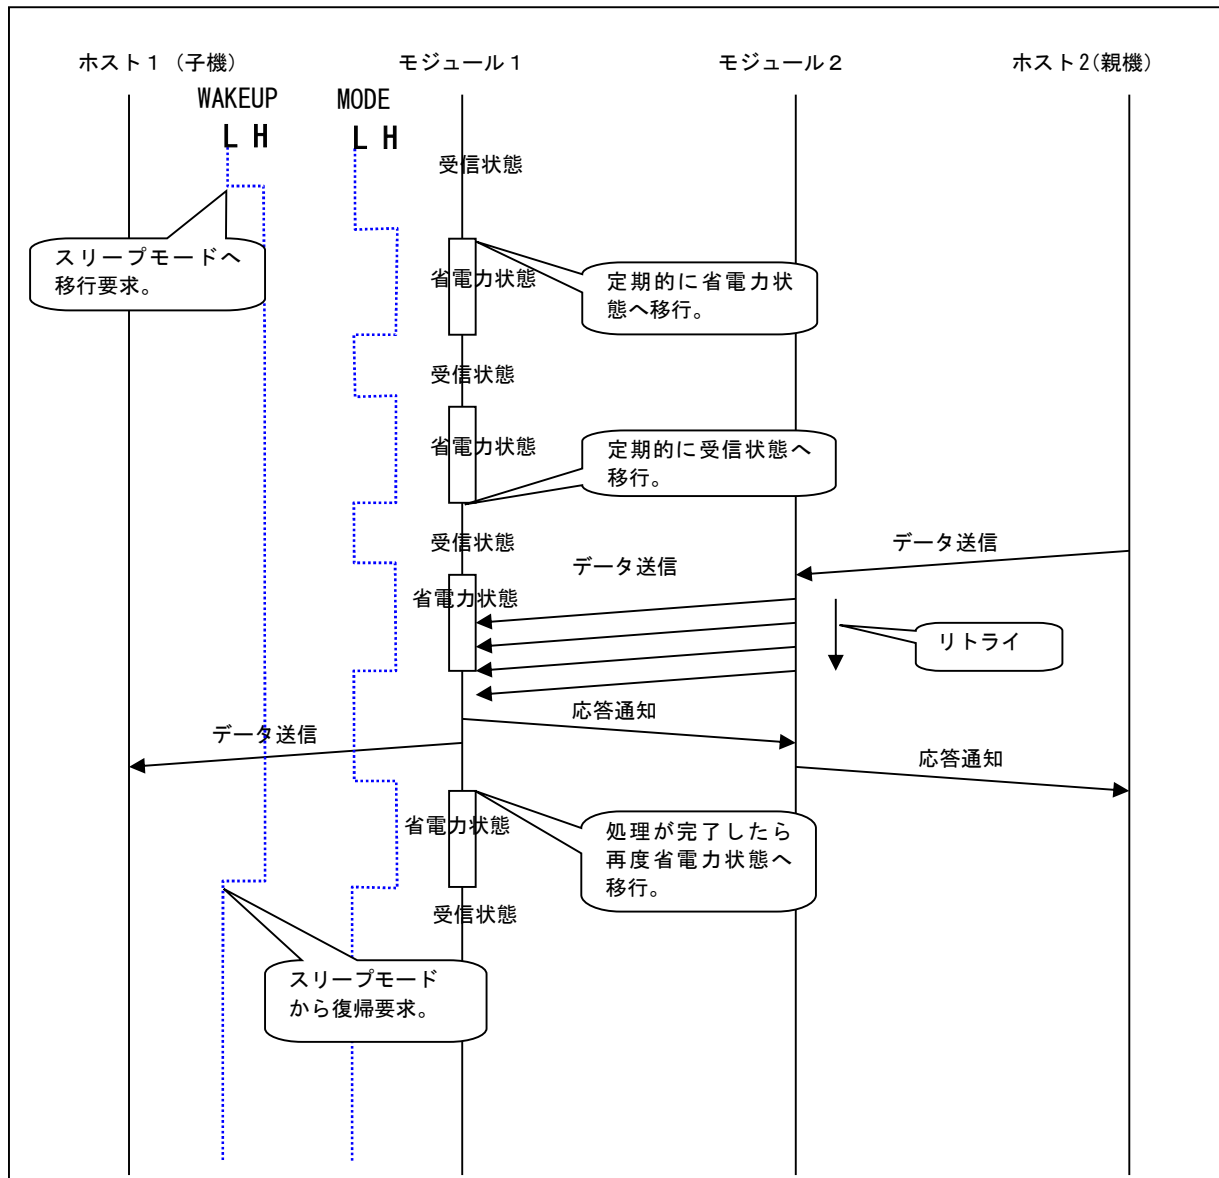 ホスト１（子機）
モジュール１
モジュール２
ホスト2(親機)
WAKEUP
MODE
L H
L H
受信状態
スリープモードへ
移行要求。
省電力状態
定期的に省電力状
態へ移行。
受信状態
省電力状態
定期的に受信状態へ
移行。
受信状態
データ送信
データ送信
省電力状態
リトライ
応答通知
データ送信
応答通知
省電力状態
処理が完了したら
再度省電力状態へ
移行。
受信状態
スリープモード
から復帰要求。